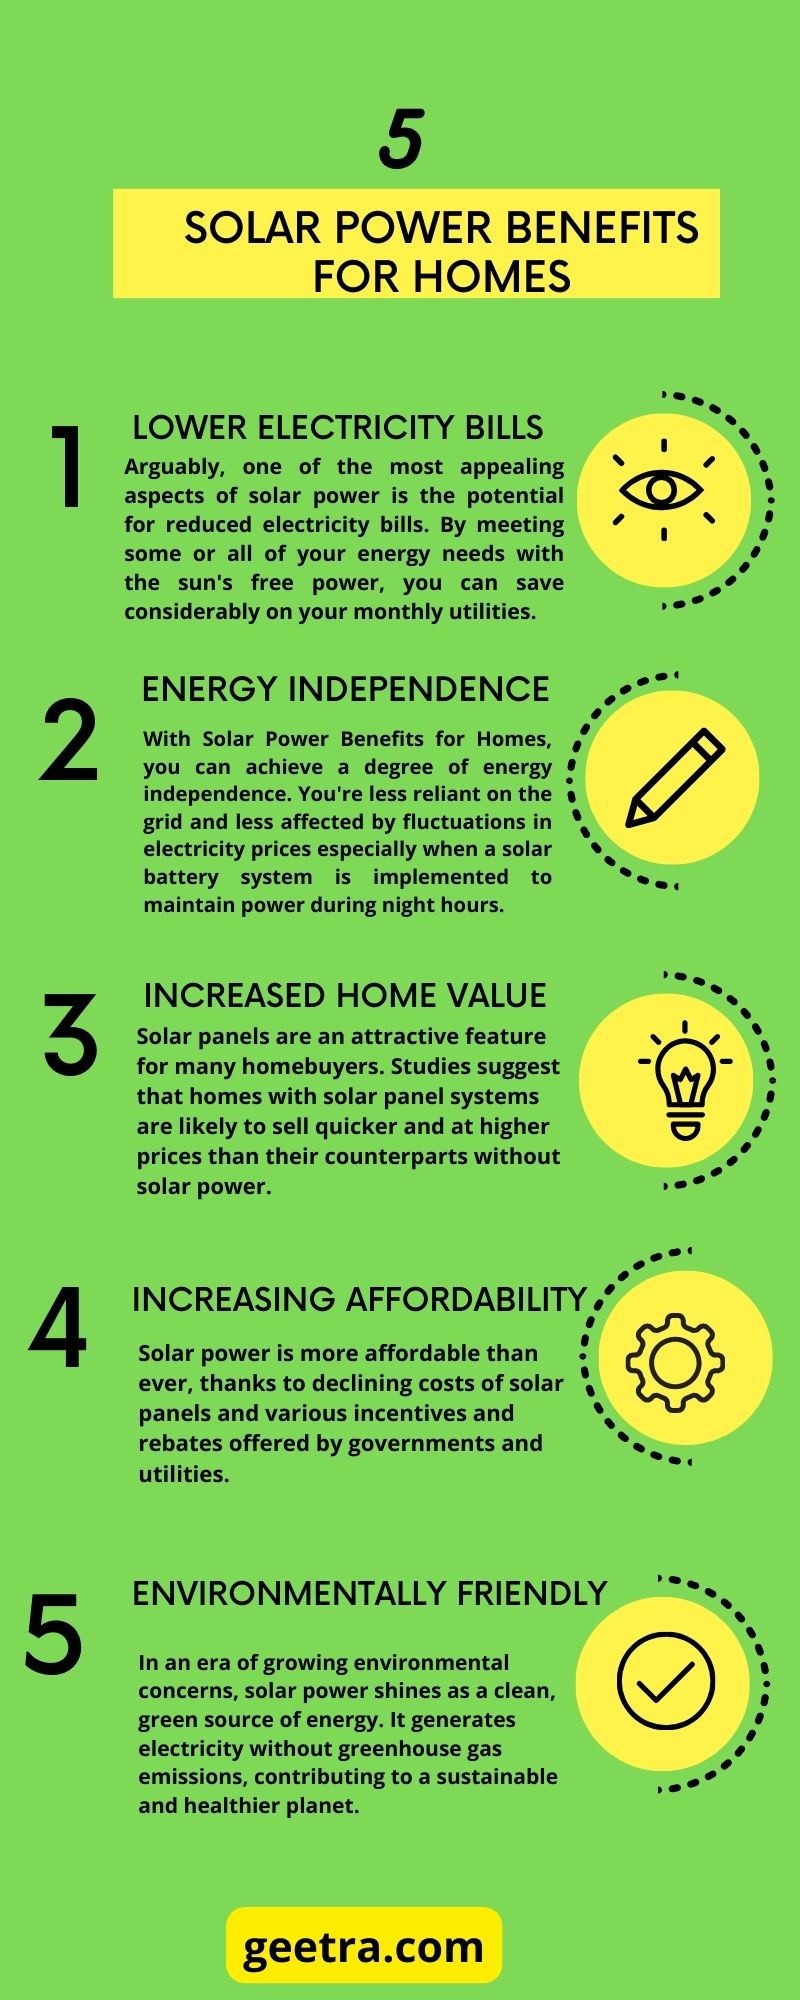 5
SOLAR POWER BENEFITS
FOR HOMES
1
LOWER ELECTRICITY BILLS
Arguably, one of the most appealing
aspects of solar power is the potential
for reduced electricity bills. By meeting
some or all of your energy needs with
the sun's free power, you can save
considerably on your monthly utilities.
2
ENERGY INDEPENDENCE
With Solar Power Benefits for Homes,
you can achieve a degree of energy
independence. You're less reliant on the
grid and less affected by fluctuations in
electricity prices especially when a solar
battery system is implemented to
maintain power during night hours.
3
INCREASED HOME VALUE
Solar panels are an attractive feature
for many homebuyers. Studies suggest
that homes with solar panel systems
are likely to sell quicker and at higher
prices than their counterparts without
solar power.
4
INCREASING AFFORDABILITY
Solar power is more affordable than
ever, thanks to declining costs of solar
panels and various incentives and
rebates offered by governments and
utilities.
5
ENVIRONMENTALLY FRIENDLY
In an era of growing environmental
concerns, solar power shines as a clean,
green source of energy. It generates
electricity without greenhouse gas
emissions, contributing to a sustainable
and healthier planet.
geetra.com